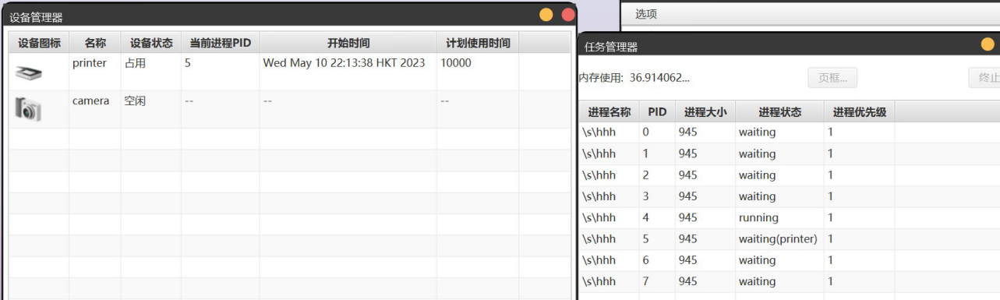 设备管理器
设备图标 名称 设备状态 当前进程PID 开始时间 计划使用时间
printer 占用 5 Wed May 10 22:13:38 HKT 2023 10000
camera 空闲 -- -- --
选项
任务管理器
内存使用: 36.914062... 页框... 终止
进程名称 PID 进程大小 进程状态 进程优先级
\s\hhh 0 945 waiting 1
\s\hhh 1 945 waiting 1
\s\hhh 2 945 waiting 1
\s\hhh 3 945 waiting 1
\s\hhh 4 945 running 1
\s\hhh 5 945 waiting(printer) 1
\s\hhh 6 945 waiting 1
\s\hhh 7 945 waiting 1